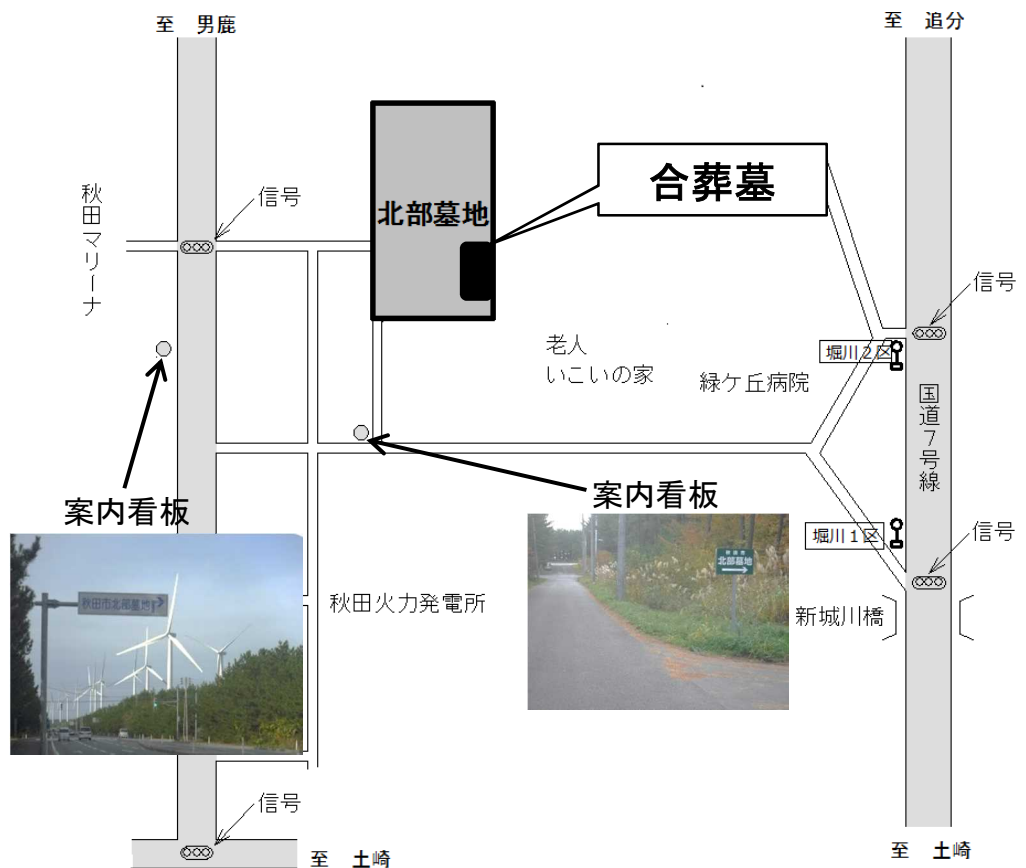 至 男鹿
至 追分
合葬墓
秋田マリーナ
信号
北部墓地
信号
老人
いこいの家
堀川2区
緑ケ丘病院
国道7号線
案内看板
案内看板
堀川1区
信号
秋田市
北部墓地
秋田市北部墓地
秋田火力発電所
新城川橋
信号
至 土崎
至 土崎